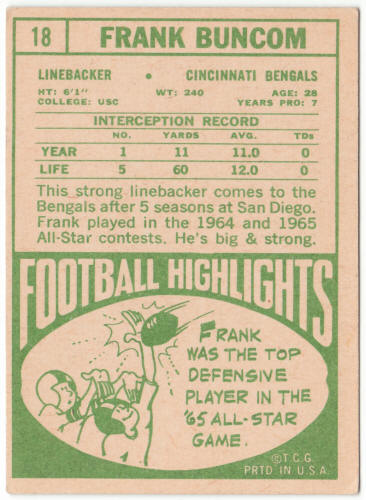 18 FRANK BUNCOM
LINEBACKER • CINCINNATI BENGALS
HT: 6'1" WT: 240 AGE: 28
COLLEGE: USC YEARS PRO: 7
INTERCEPTION RECORD
NO. YARDS AVG. TDs
YEAR 1 11 11.0 0
LIFE 5 60 12.0 0
This strong linebacker comes to the
Bengals after 5 seasons at San Diego.
Frank played in the 1964 and 1965
All-Star contests. He's big & strong.
FOOTBALL HIGHLIGHTS
FRANK
WAS THE TOP
DEFENSIVE
PLAYER IN THE
'65 ALL-STAR
GAME.
© T.C.G.
PRTD IN U.S.A.